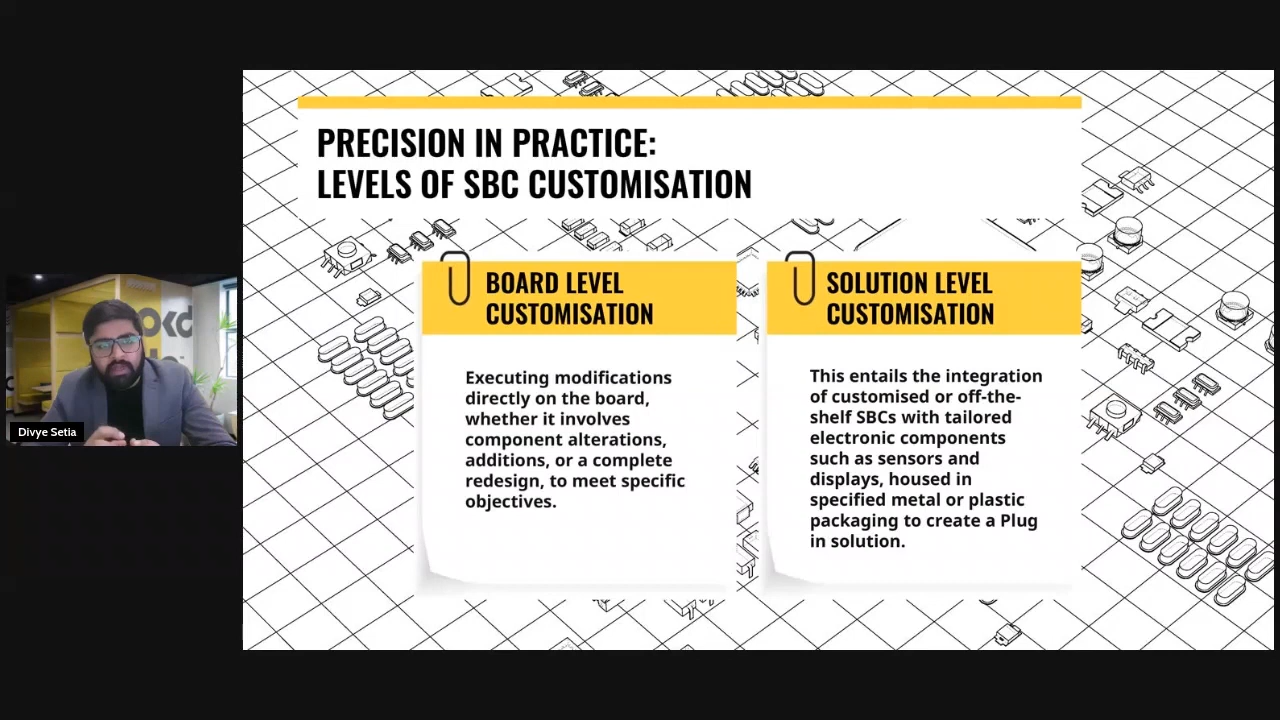 PRECISION IN PRACTICE:
LEVELS OF SBC CUSTOMISATION
BOARD LEVEL
CUSTOMISATION
Executing modifications
directly on the board,
whether it involves
component alterations,
additions, or a complete
redesign, to meet specific
objectives.
SOLUTION LEVEL
CUSTOMISATION
This entails the integration
of customised or off-the-
shelf SBCs with tailored
electronic components
such as sensors and
displays, housed in
specified metal or plastic
packaging to create a Plug
in solution.
Divye Setia